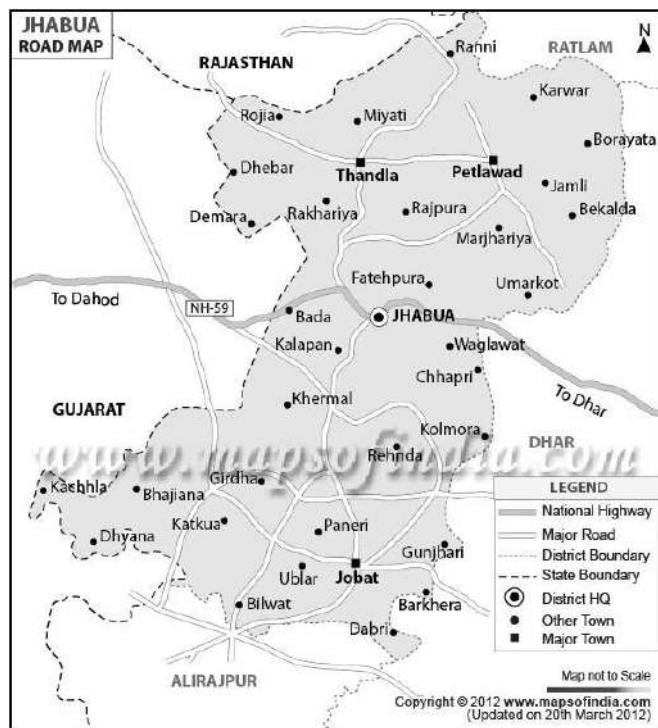 JHABUA
ROAD MAP
N
Ranni
RATLAM
RAJASTHAN
Karwar
Rojia
Miyati
Borayata
Dhebar
Thandla
Petlawad
Jamli
Rakhariya
Rajpura
Bekalda
Demara
Marjhariya
Fatehpura
Umarkot
To Dahod
NH-59
Bada
JHABUA
Kalapan
Waglawat
Chhapri
To Dhar
Khermal
GUJARAT
Kolmora
DHAR
Rehnda
www.mapsofindia.com
Girdha
Kachhla
Bhajiana
Katkua
Paneri
Dhyana
Gunjhari
Ublar
Jobat
Barkhera
Bilwat
Dabri
ALIRAJPUR
LEGEND
National Highway
Major Road
District Boundary
State Boundary
District HQ
Other Town
Major Town
Map not to Scale
Copyright © 2012 www.mapsofindia.com
(Updated on 20th March 2012)